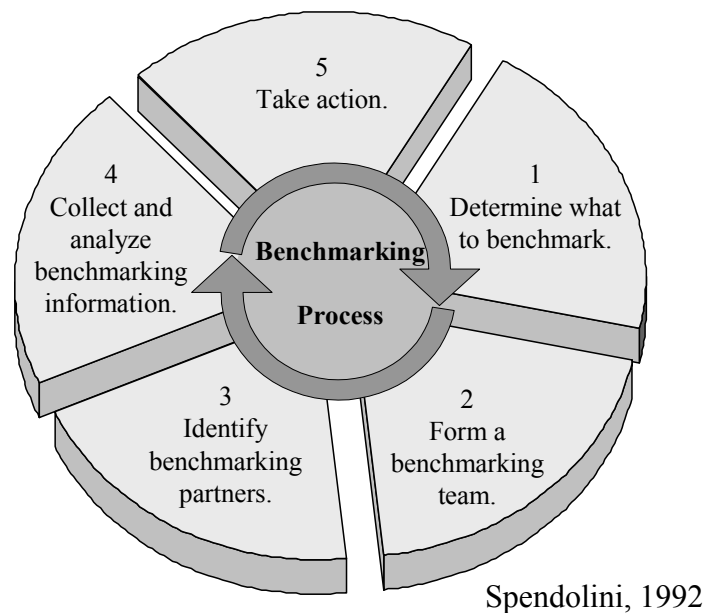 5
Take action.
1
Determine what
to benchmark.
2
Form a
benchmarking
team.
3
Identify
benchmarking
partners.
4
Collect and
analyze
benchmarking
information.
Benchmarking
Process
Spendolini, 1992